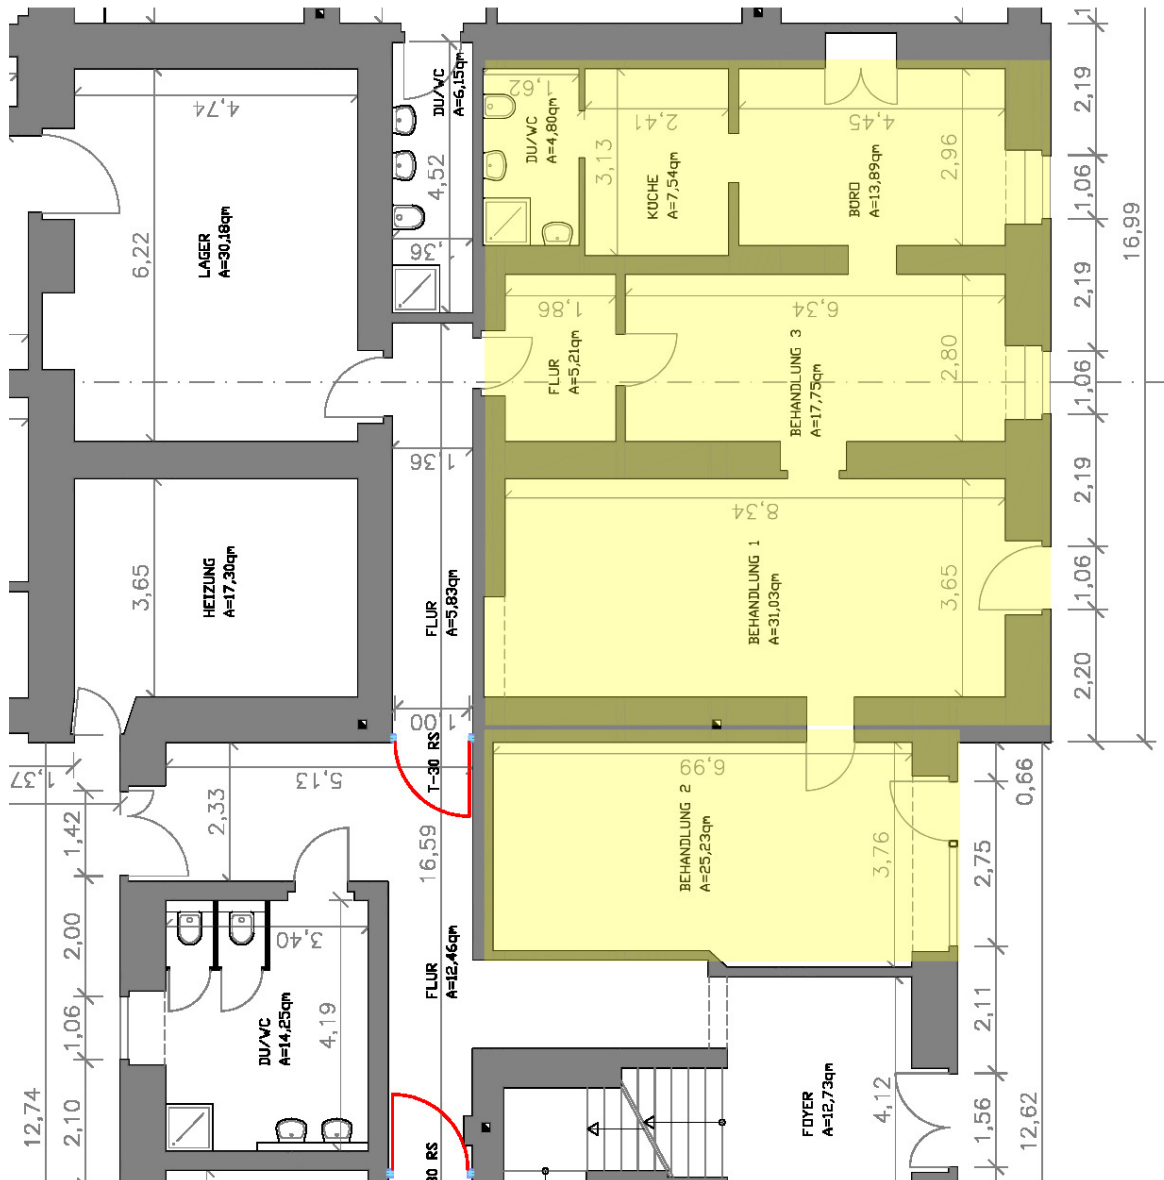 4,74
6,22
LAGER
A=30,18qm
DU/WC
A=6,15qm
4,52
1,36
1,62
DU/WC
A=4,80qm
2,41
3,13
KÜCHE
A=7,54qm
4,45
2,96
BÜRO
A=13,89qm
2,19
1,06
16,99
1,86
FLUR
A=5,21qm
6,34
2,80
BEHANDLUNG 3
A=17,75qm
2,19
1,06
1,36
FLUR
A=5,83qm
3,65
HEIZUNG
A=17,30qm
8,34
BEHANDLUNG 1
A=31,03qm
3,65
2,19
1,06
2,20
1,00
T-30 RS
1,37
5,13
2,33
1,42
16,59
6,99
BEHANDLUNG 2
A=25,23qm
3,76
0,66
2,75
2,00
3,40
FLUR
A=12,46qm
1,06
DU/WC
A=14,25qm
4,19
2,11
12,74
2,10
FOYER
A=12,73qm
4,12
1,56
12,62
30 RS